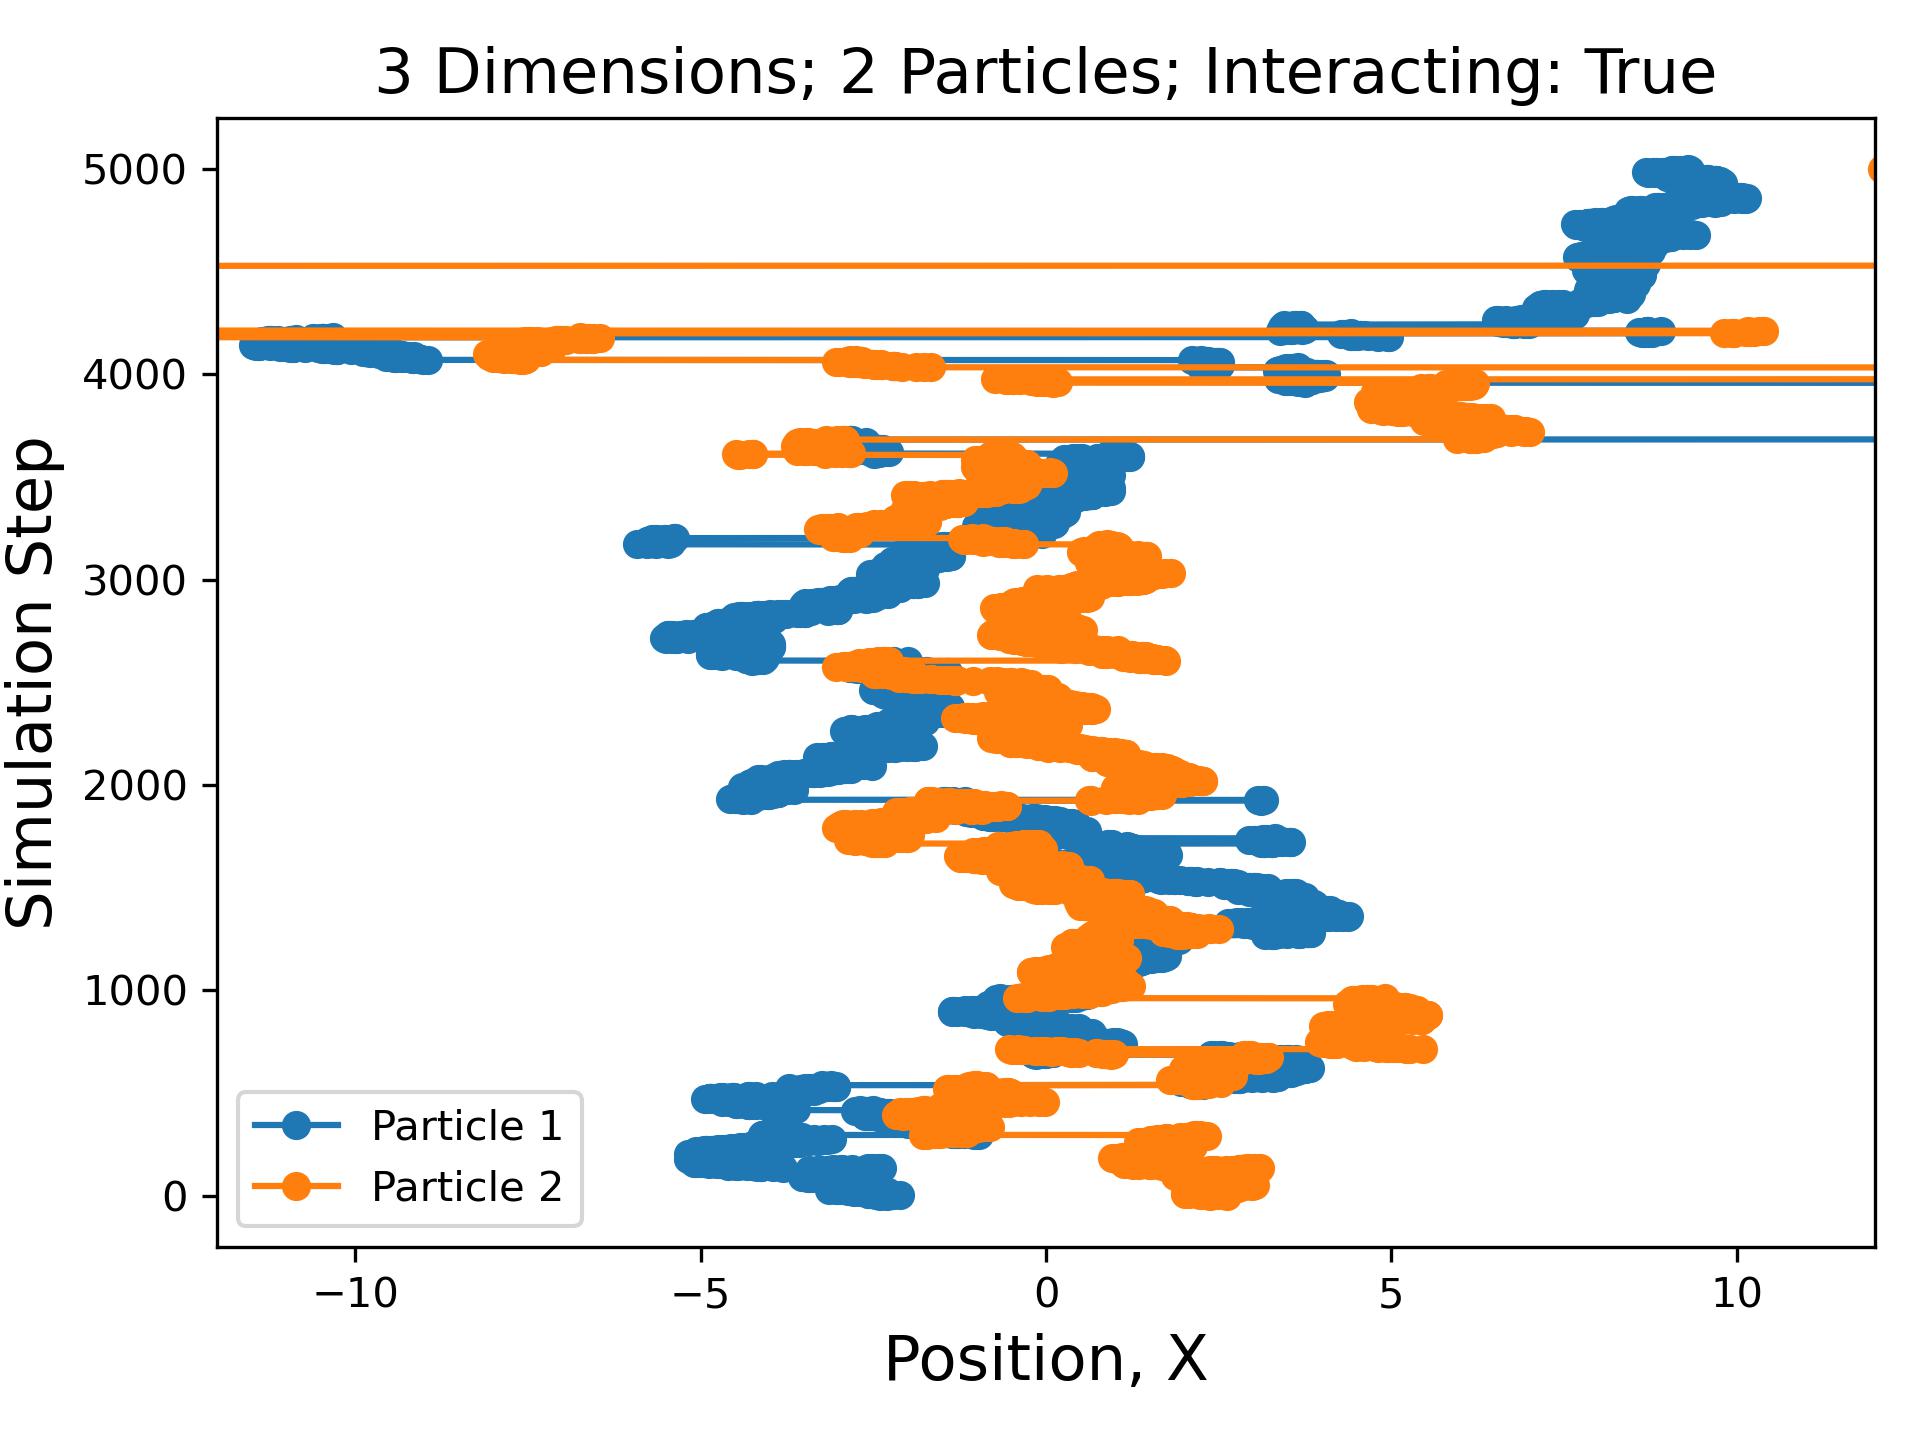 3 Dimensions; 2 Particles; Interacting: True
Simulation Step
5000
4000
3000
2000
1000
0
Particle 1
Particle 2
−10
−5
0
5
10
Position, X